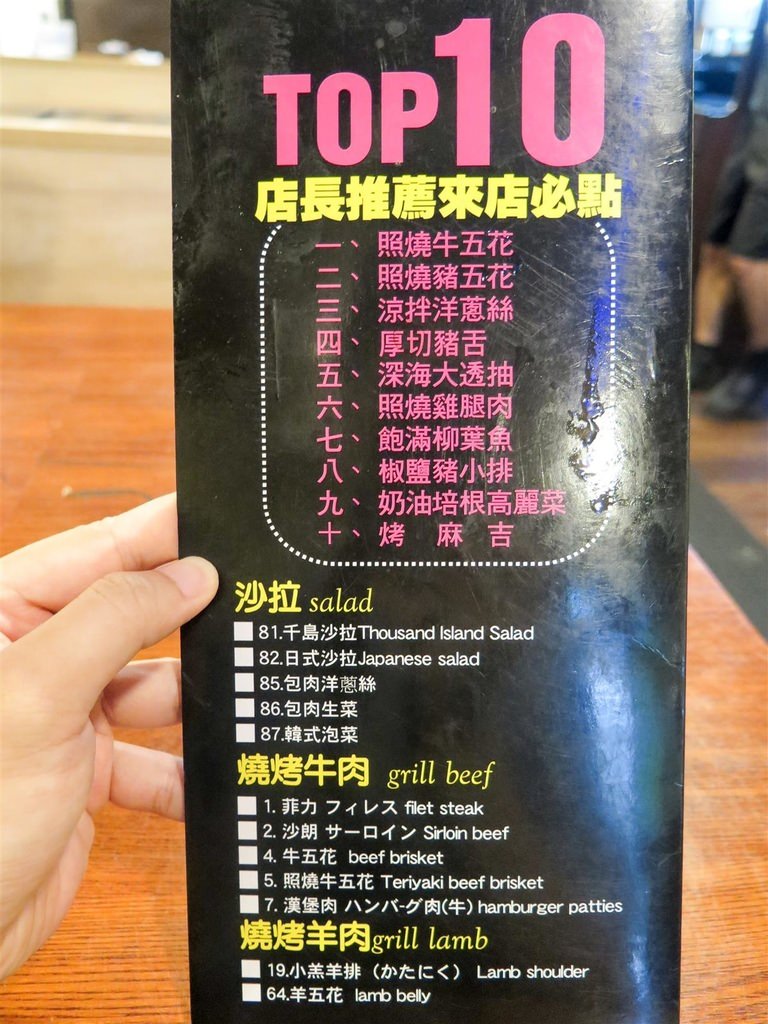 TOP10
店長推薦來店必點
一、照燒牛五花
二、照燒豬五花
三、涼拌洋蔥絲
四、厚切豬舌
五、深海大透抽
六、照燒雞腿肉
七、飽滿柳葉魚
八、椒鹽豬小排
九、奶油培根高麗菜
十、烤 麻 吉
沙拉 salad
81.千島沙拉Thousand Island Salad
82.日式沙拉Japanese salad
85.包肉洋蔥絲
86.包肉生菜
87.韓式泡菜
燒烤牛肉 grill beef
1. 菲力 フィレス filet steak
2. 沙朗 サーロイン Sirloin beef
4. 牛五花 beef brisket
5. 照燒牛五花 Teriyaki beef brisket
7. 漢堡肉 ハンバ-グ肉(牛) hamburger patties
燒烤羊肉grill lamb
19.小羔羊排（かたにく） Lamb shoulder
64.羊五花 lamb belly